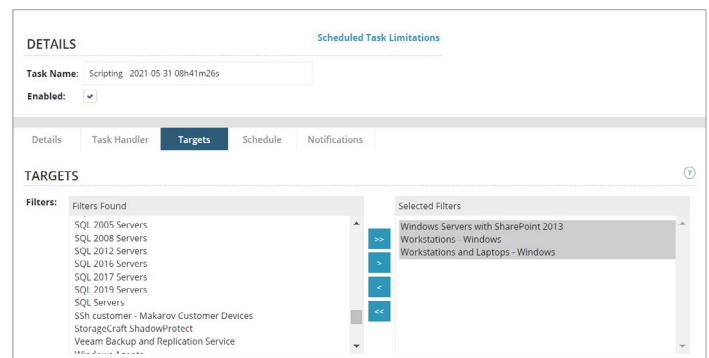 DETAILS
Scheduled Task Limitations
Task Name: Scripting - 2021 05 31 08h41m26s
Enabled:
Details Task Handler Targets Schedule Notifications
TARGETS
?
Filters:
Filters Found
SQL 2005 Servers
SQL 2008 Servers
SQL 2012 Servers
SQL 2016 Servers
SQL 2017 Servers
SQL 2019 Servers
SQL Servers
SSh customer - Makarov Customer Devices
StorageCraft ShadowProtect
Veeam Backup and Replication Service
>>
>
<
<<
Selected Filters
Windows Servers with SharePoint 2013
Workstations - Windows
Workstations and Laptops - Windows